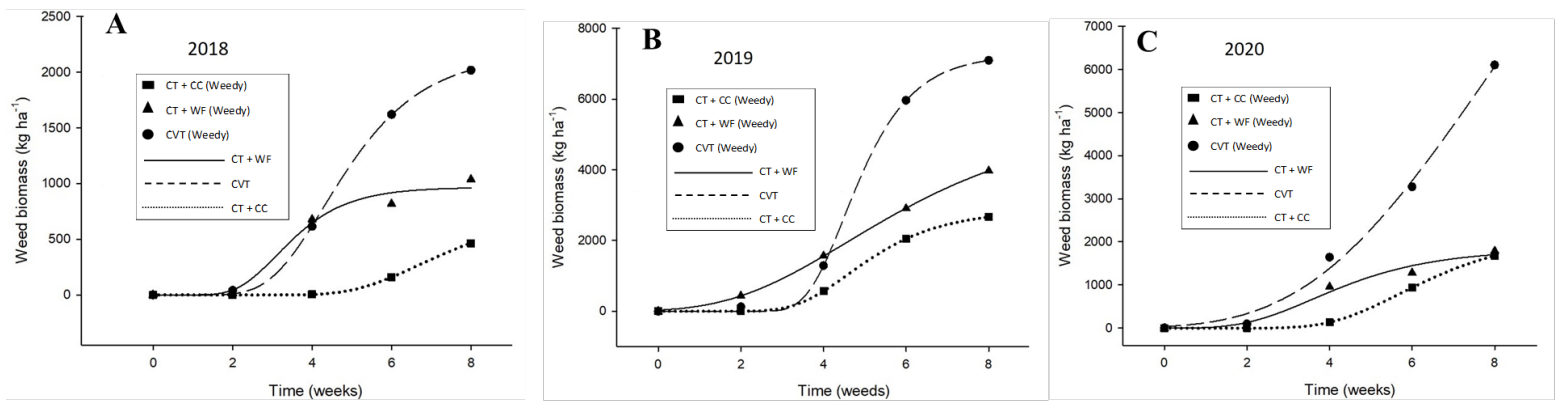 A
2018
2500
2000
1500
1000
500
0
Weed biomass (kg ha⁻¹)
CT + CC (Weedy)
CT + WF (Weedy)
CVT (Weedy)
CT + WF
CVT
CT + CC
0 2 4 6 8
Time (weeks)
B
2019
8000
6000
4000
2000
0
Weed biomass (kg ha⁻¹)
CT + CC (Weedy)
CT + WF (Weedy)
CVT (Weedy)
CT + WF
CVT
CT + CC
0 2 4 6 8
Time (weeds)
C
2020
7000
6000
5000
4000
3000
2000
1000
0
Weed biomass (kg ha⁻¹)
CT + CC (Weedy)
CT + WF (Weedy)
CVT (Weedy)
CT + WF
CVT
CT + CC
0 2 4 6 8
Time (weeks)